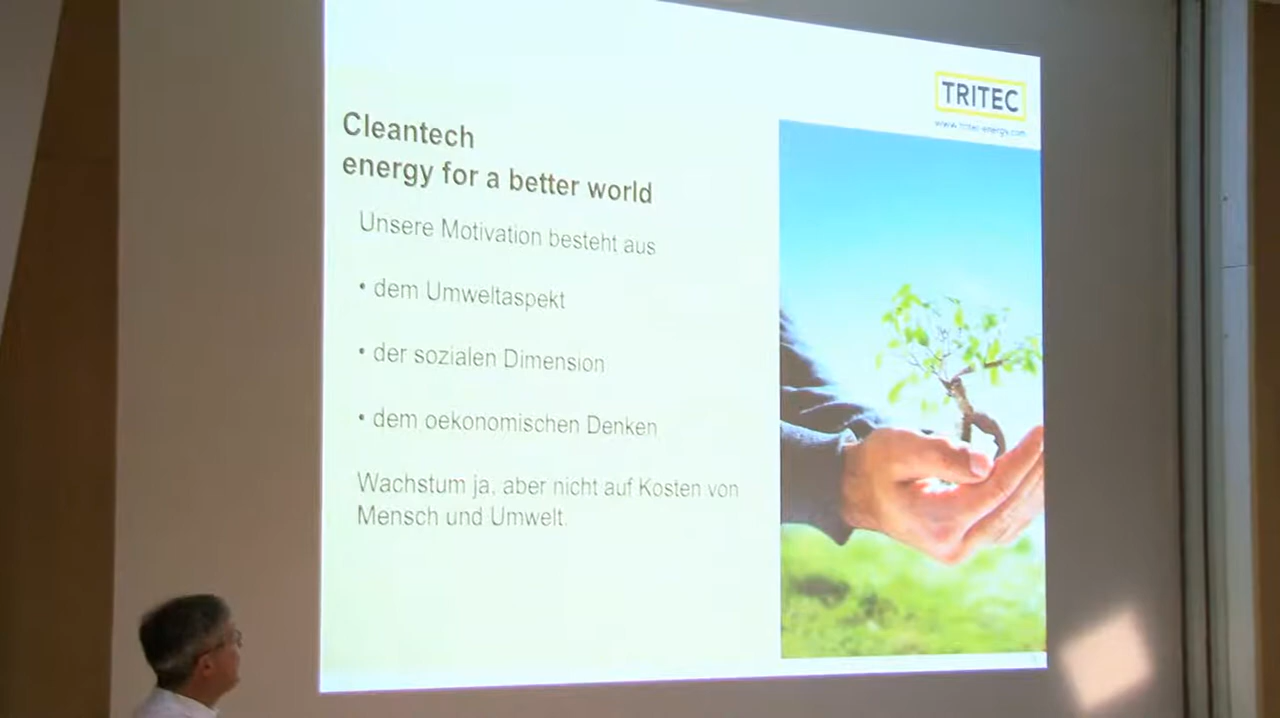 TRITEC
www.tritec-energy.com
Cleantech
energy for a better world
Unsere Motivation besteht aus
• dem Umweltaspekt
• der sozialen Dimension
• dem oekonomischen Denken
Wachstum ja, aber nicht auf Kosten von
Mensch und Umwelt.